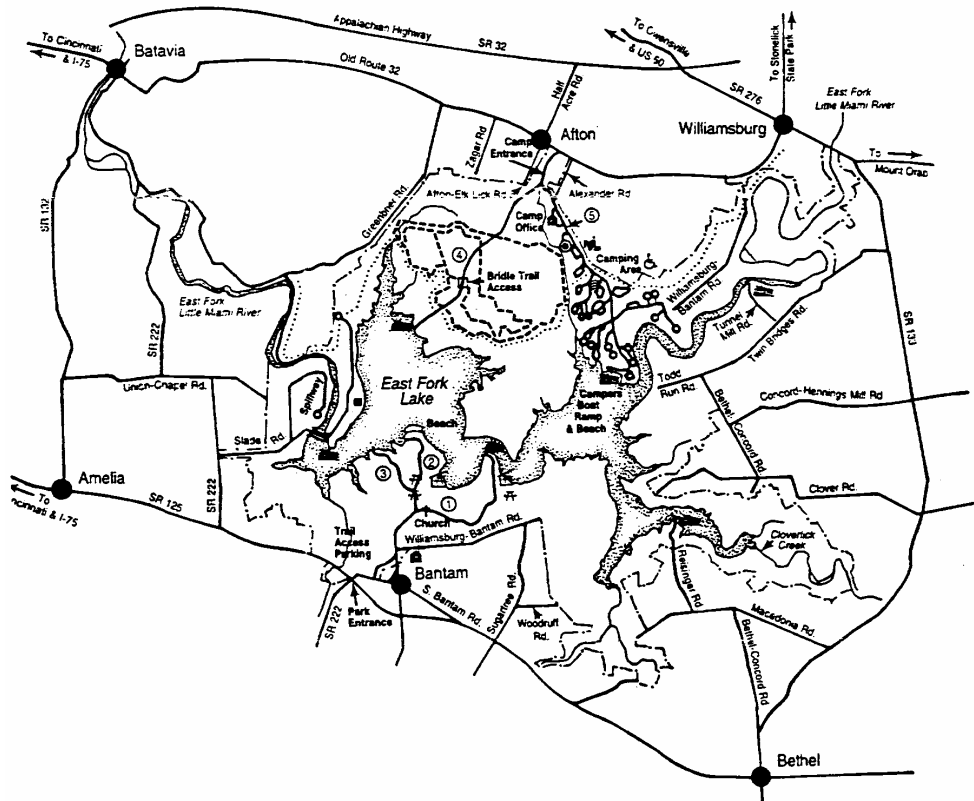 Appalachian Highway
SR 32
To Cincinnati
& I-75
Batavia
Old Route 32
To Owensville
& US 50
SR 276
To Stonelick
State Park
East Fork
Little Miami River
Half
Acre Rd
Zagar Rd
Afton
Williamsburg
Camp
Entrance
To
Mount Orab
SR 132
Greenbriar Rd
Afton-Elk Lick Rd
Alexander Rd
Camp
Office
5
4
Bridle Trail
Access
Camping
Area
Williamsburg-
Bantam Rd
East Fork
Little Miami River
SR 222
Tunnel
Mill Rd.
Twin Bridges Rd.
SR 133
Union-Chapel Rd.
Spillway
East Fork
Lake
Todd
Run Rd
Campers
Boat
Ramp
& Beach
Concord-Hennings Mill Rd
Bethel-
Concord Rd
Beach
Slade Rd
3
2
1
Amelia
To
Cincinnati & I-75
SR 125
SR 222
Clover Rd.
Church
Williamsburg-Bantam Rd.
Trail
Access
Parking
Cloverlick
Creek
Bantam
Reisinger Rd
SR 222
Park
Entrance
S. Bantam Rd.
Sugartree Rd.
Woodruff
Rd.
Macedonia Rd.
Bethel-Concord Rd
Bethel